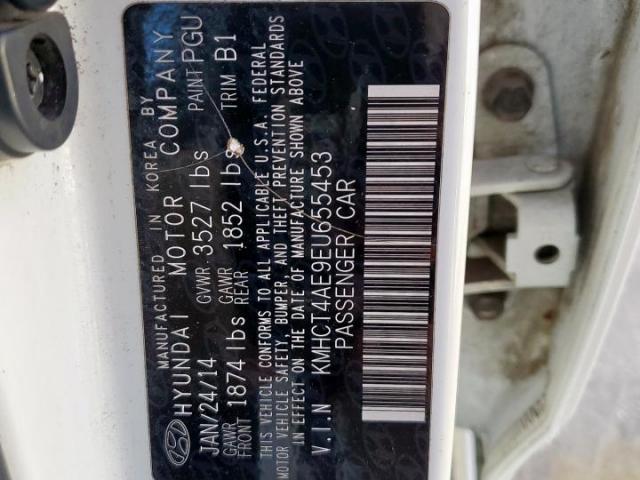 MANUFACTURED IN KOREA BY
HYUNDAI MOTOR COMPANY
JAN/24/14 GVWR 3527 lbs PAINT PGU
GAWR FRONT 1874 lbs GAWR REAR 1852 lbs TRIM B1
THIS VEHICLE CONFORMS TO ALL APPLICABLE U.S.A. FEDERAL
MOTOR VEHICLE SAFETY, BUMPER, AND THEFT PREVENTION STANDARDS
IN EFFECT ON THE DATE OF MANUFACTURE SHOWN ABOVE
V.I.N KMHCT4AE9EU655453
PASSENGER CAR